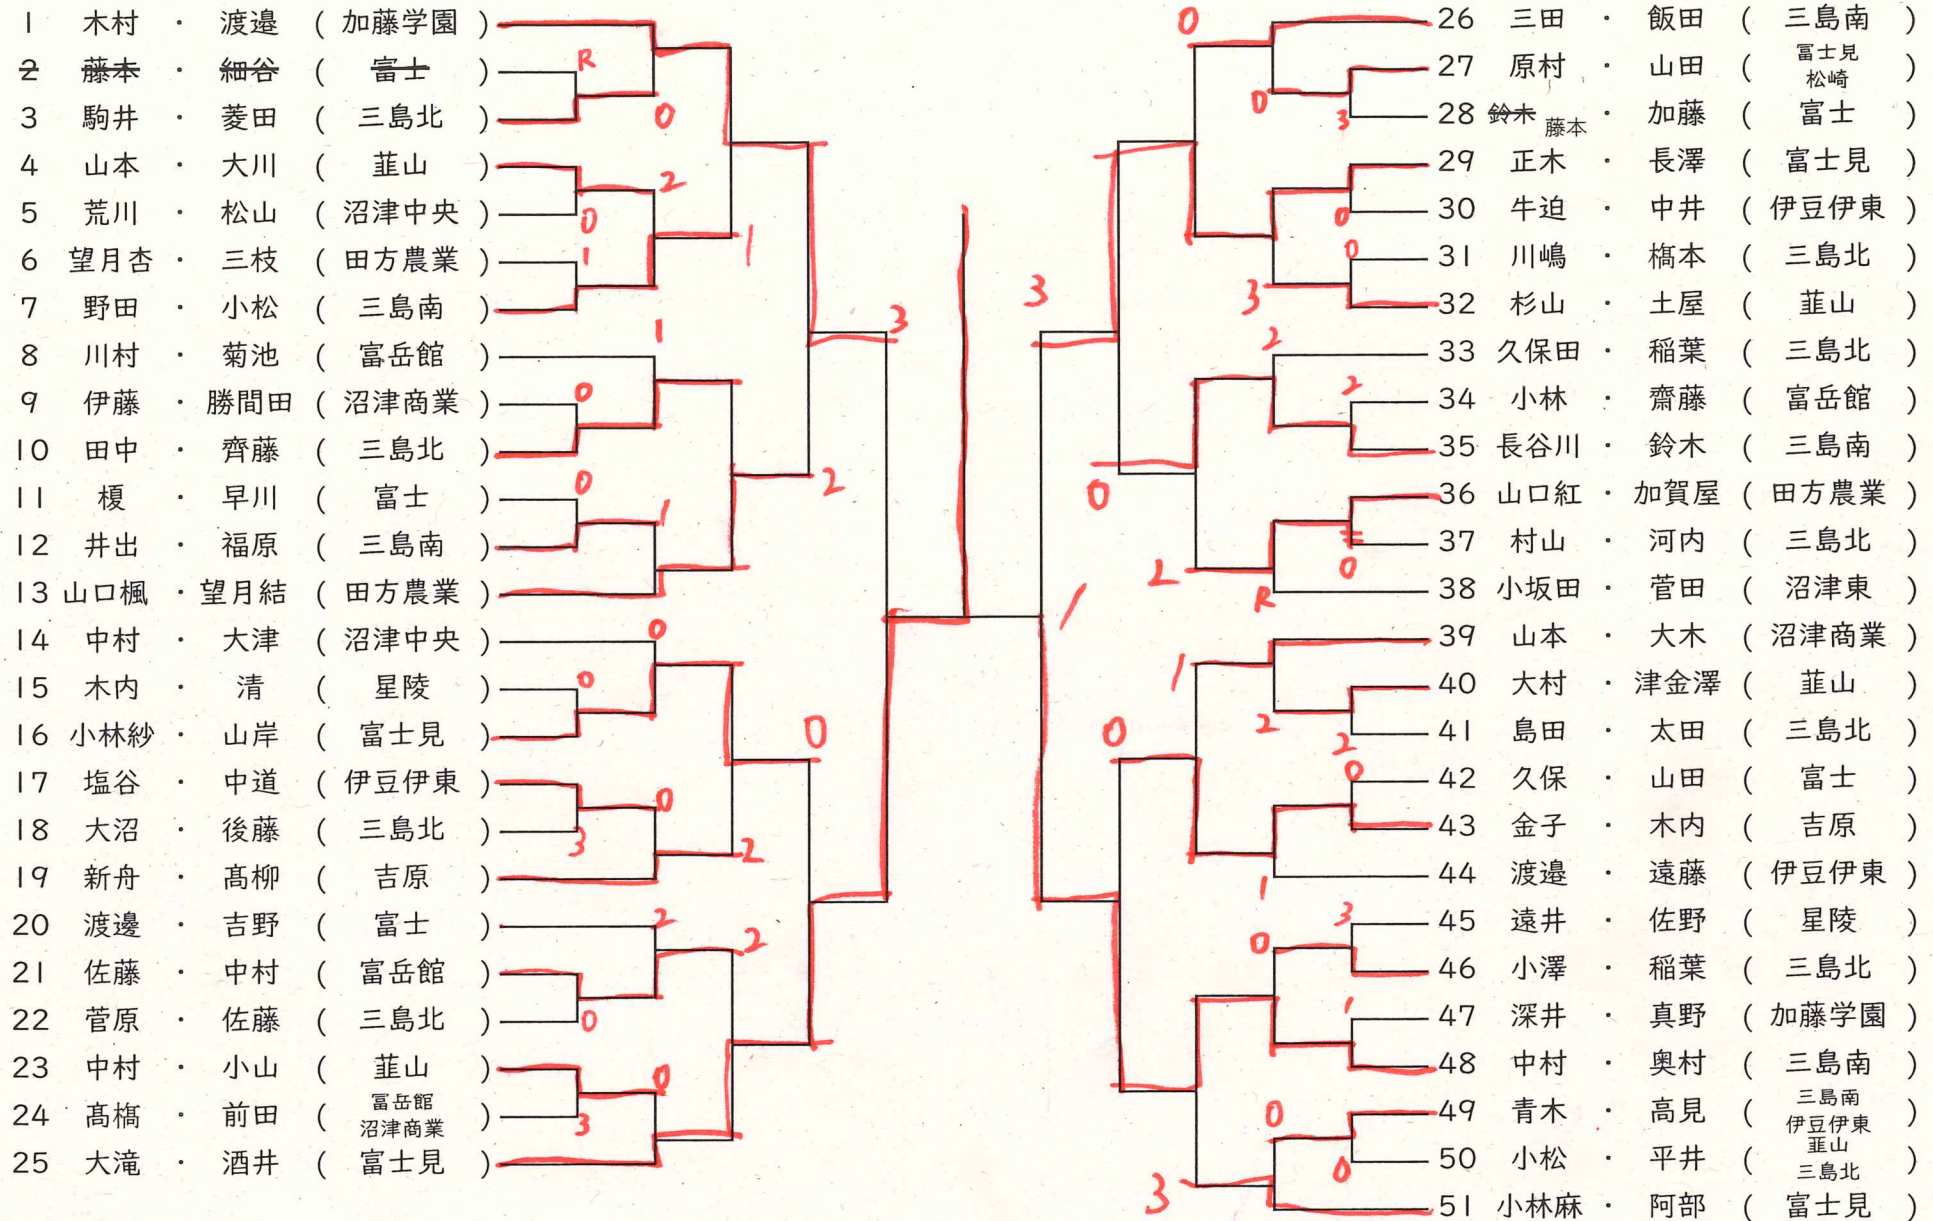 1 木村 ・ 渡邉 ( 加藤学園 )
2 藤本 ・ 細谷 ( 富士 )
R
3 駒井 ・ 菱田 ( 三島北 )
0
4 山本 ・ 大川 ( 韮山 )
2
5 荒川 ・ 松山 ( 沼津中央 )
0
6 望月杏 ・ 三枝 ( 田方農業 )
1
1
7 野田 ・ 小松 ( 三島南 )
3
1
8 川村 ・ 菊池 ( 富岳館 )
9 伊藤 ・ 勝間田 ( 沼津商業 )
0
10 田中 ・ 齊藤 ( 三島北 )
11 榎 ・ 早川 ( 富士 )
0
1
2
12 井出 ・ 福原 ( 三島南 )
13 山口楓 ・ 望月結 ( 田方農業 )
14 中村 ・ 大津 ( 沼津中央 )
0
15 木内 ・ 清 ( 星陵 )
0
16 小林紗 ・ 山岸 ( 富士見 )
0
17 塩谷 ・ 中道 ( 伊豆伊東 )
0
18 大沼 ・ 後藤 ( 三島北 )
3
2
19 新舟 ・ 髙柳 ( 吉原 )
20 渡邊 ・ 吉野 ( 富士 )
2
2
21 佐藤 ・ 中村 ( 富岳館 )
22 菅原 ・ 佐藤 ( 三島北 )
0
23 中村 ・ 小山 ( 韮山 )
0
24 髙橋 ・ 前田 ( 富岳館 沼津商業 )
3
25 大滝 ・ 酒井 ( 富士見 )
0
26 三田 ・ 飯田 ( 三島南 )
27 原村 ・ 山田 ( 富士見 松崎 )
0
3
28 鈴木 藤本 ・ 加藤 ( 富士 )
29 正木 ・ 長澤 ( 富士見 )
0
30 牛迫 ・ 中井 ( 伊豆伊東 )
0
31 川嶋 ・ 橋本 ( 三島北 )
3
3
32 杉山 ・ 土屋 ( 韮山 )
2
33 久保田 ・ 稲葉 ( 三島北 )
2
34 小林 ・ 齋藤 ( 富岳館 )
35 長谷川 ・ 鈴木 ( 三島南 )
0
36 山口紅 ・ 加賀屋 ( 田方農業 )
37 村山 ・ 河内 ( 三島北 )
2
0
R
38 小坂田 ・ 菅田 ( 沼津東 )
1
39 山本 ・ 大木 ( 沼津商業 )
1
40 大村 ・ 津金澤 ( 韮山 )
0
2
2
41 島田 ・ 太田 ( 三島北 )
0
42 久保 ・ 山田 ( 富士 )
43 金子 ・ 木内 ( 吉原 )
1
44 渡邉 ・ 遠藤 ( 伊豆伊東 )
3
45 遠井 ・ 佐野 ( 星陵 )
0
46 小澤 ・ 稲葉 ( 三島北 )
1
47 深井 ・ 真野 ( 加藤学園 )
48 中村 ・ 奥村 ( 三島南 )
0
49 青木 ・ 高見 ( 三島南 伊豆伊東 )
0
50 小松 ・ 平井 ( 韮山 三島北 )
3
51 小林麻 ・ 阿部 ( 富士見 )